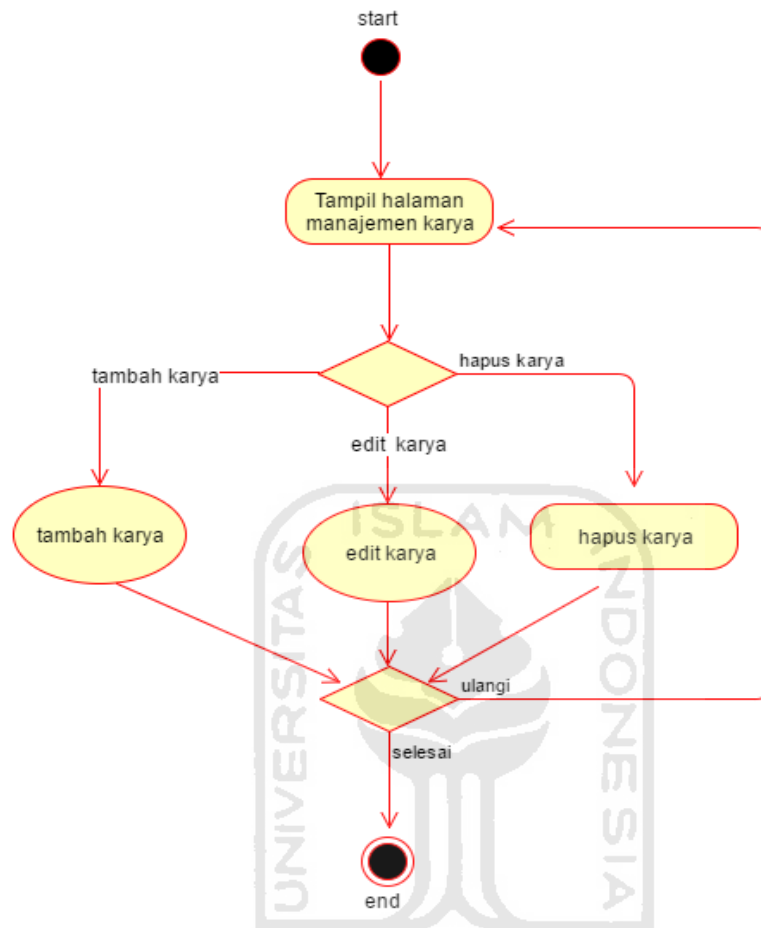 start
Tampil halaman
manajemen karya
tambah karya
hapus karya
edit karya
tambah karya
edit karya
hapus karya
ulangi
selesai
end
UNIVERSITAS
ISLAM
INDONESIA